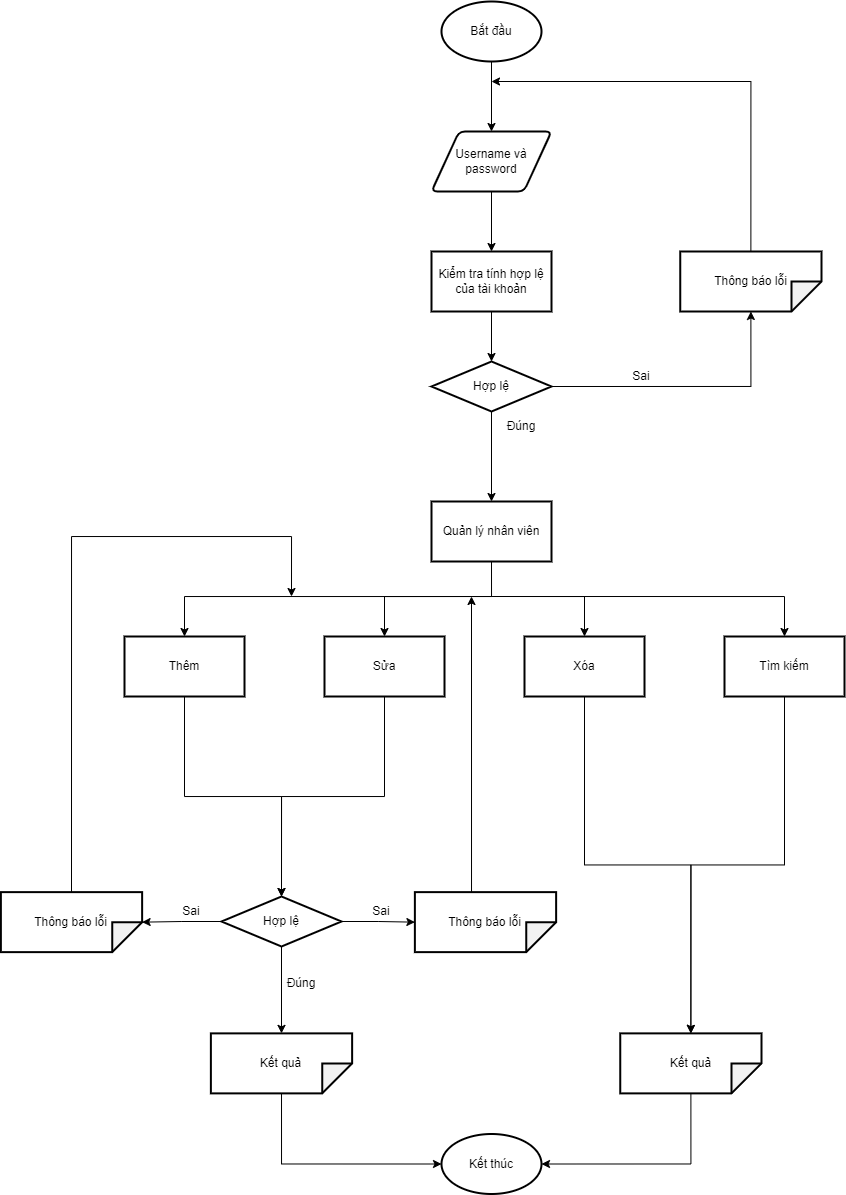 Bắt đầu
Username và
password
Kiểm tra tính hợp lệ
của tài khoản
Thông báo lỗi
Hợp lệ
Sai
Đúng
Quản lý nhân viên
Thêm
Sửa
Xóa
Tìm kiếm
Thông báo lỗi
Sai
Hợp lệ
Sai
Thông báo lỗi
Đúng
Kết quả
Kết quả
Kết thúc